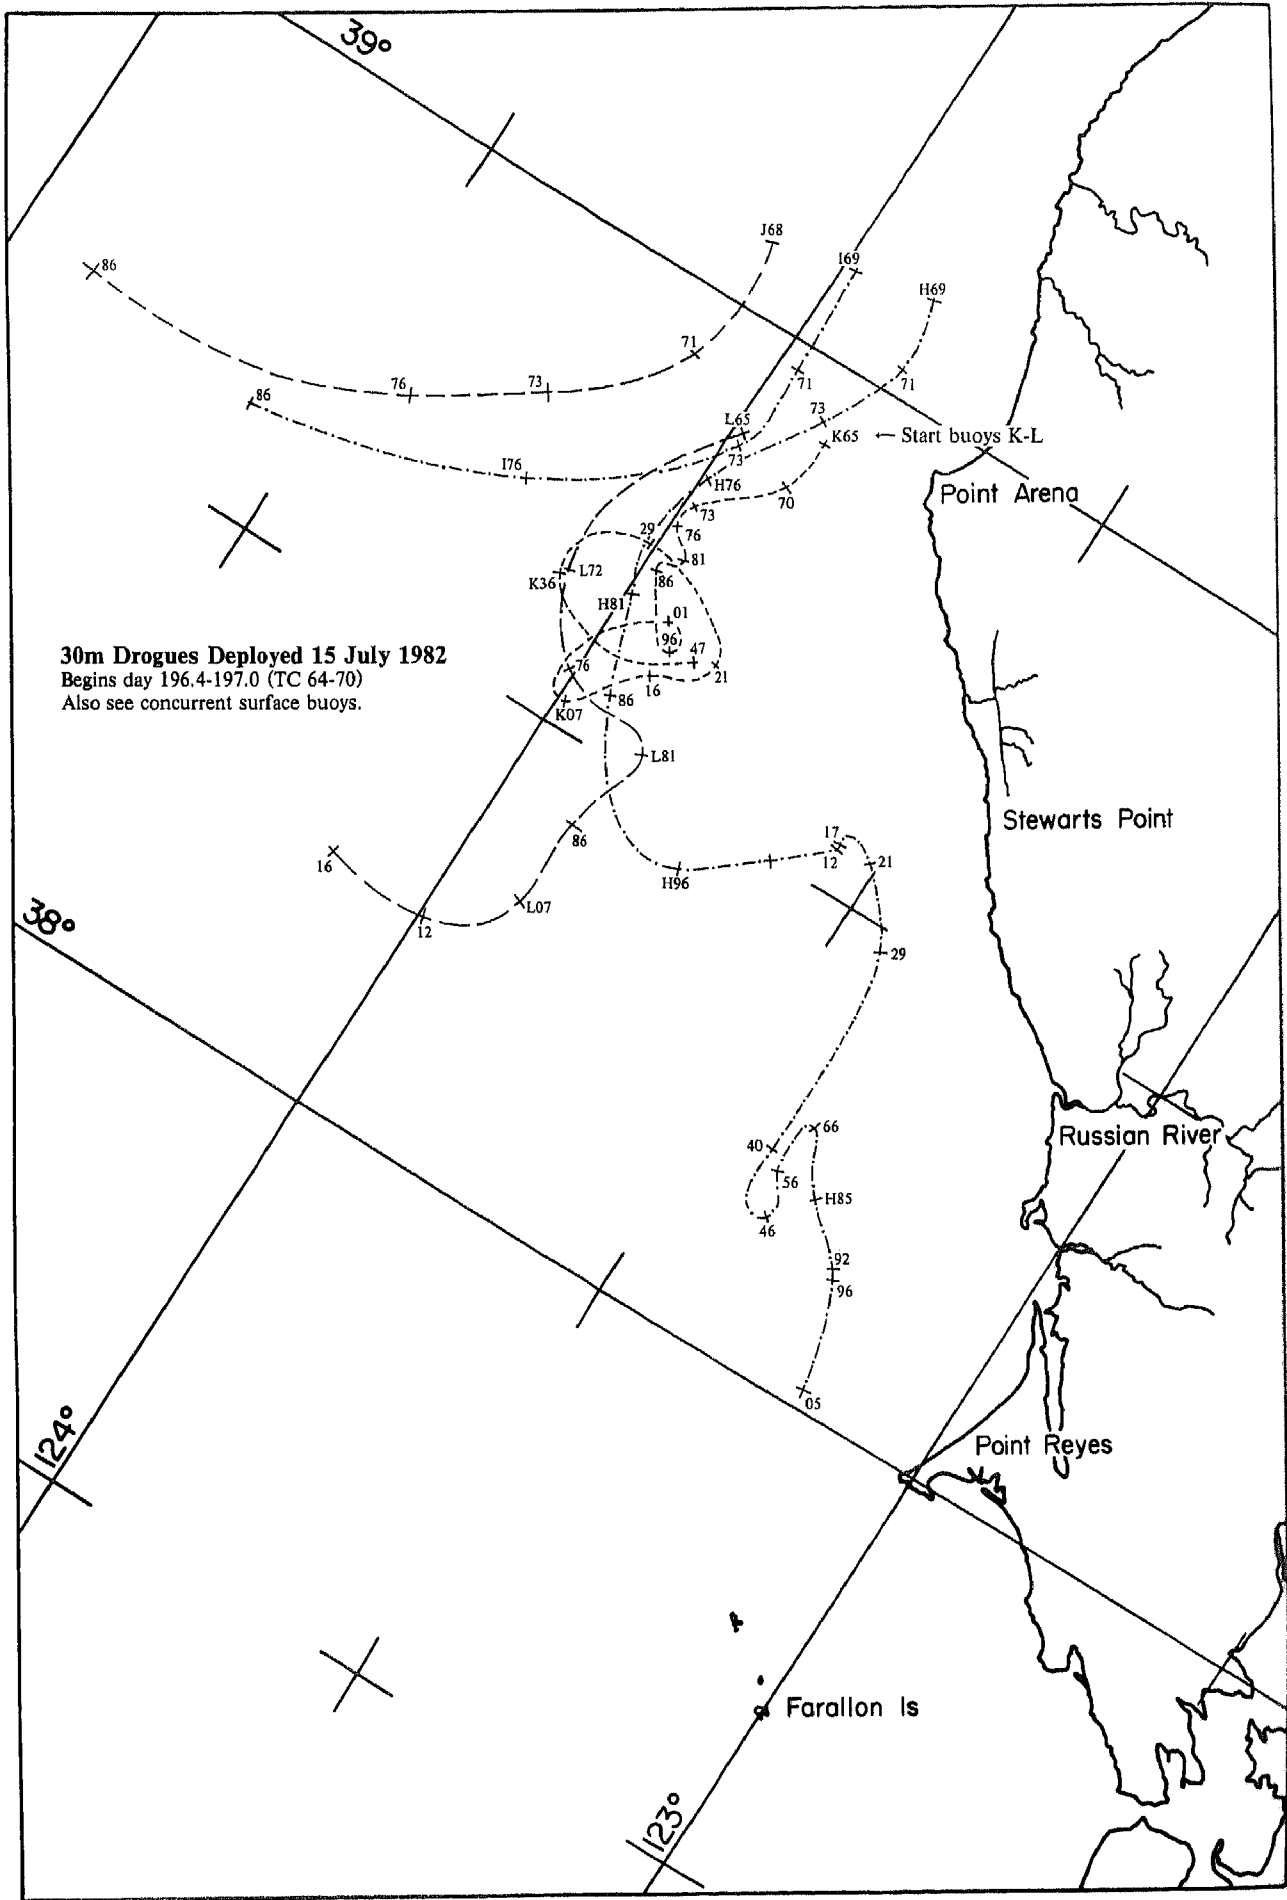 39°
J68
86
I69
H69
71
71
71
76
73
86
73
L65
K65
← Start buoys K-L
73
I76
H76
Point Arena
70
73
76
29
81
L72
K36
86
H81
01
96
47
30m Drogues Deployed 15 July 1982
Begins day 196.4-197.0 (TC 64-70)
Also see concurrent surface buoys.
76
16
21
86
K07
L81
Stewarts Point
17
86
12
21
16
H96
L07
38°
12
29
Russian River
66
40
56
H85
46
92
96
05
124°
Point Reyes
Farallon Is
123°